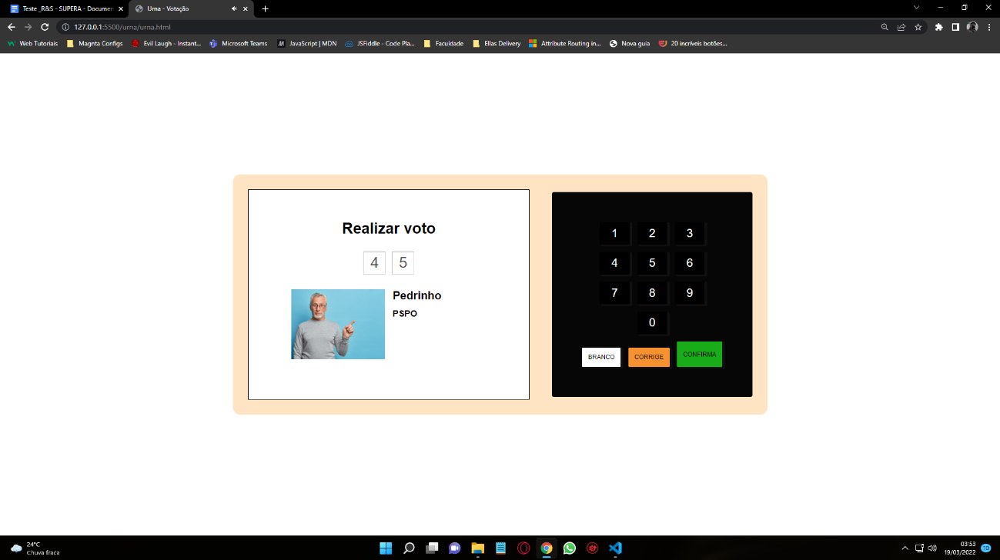 Teste _R&S - SUPERA - Documen
Urna - Votação
127.0.0.1:5500/urna/urna.html
Web Tutoriais
Magnta Configs
Evil Laugh - Instant...
Microsoft Teams
JavaScript | MDN
JSFiddle - Code Pla...
Faculdade
Ellas Delivery
Attribute Routing in...
Nova guia
20 incríveis botões...
Realizar voto
4 5
Pedrinho
PSPO
1 2 3
4 5 6
7 8 9
0
BRANCO CORRIGE CONFIRMA
24°C
Chuva fraca
03:53
19/03/2022
10